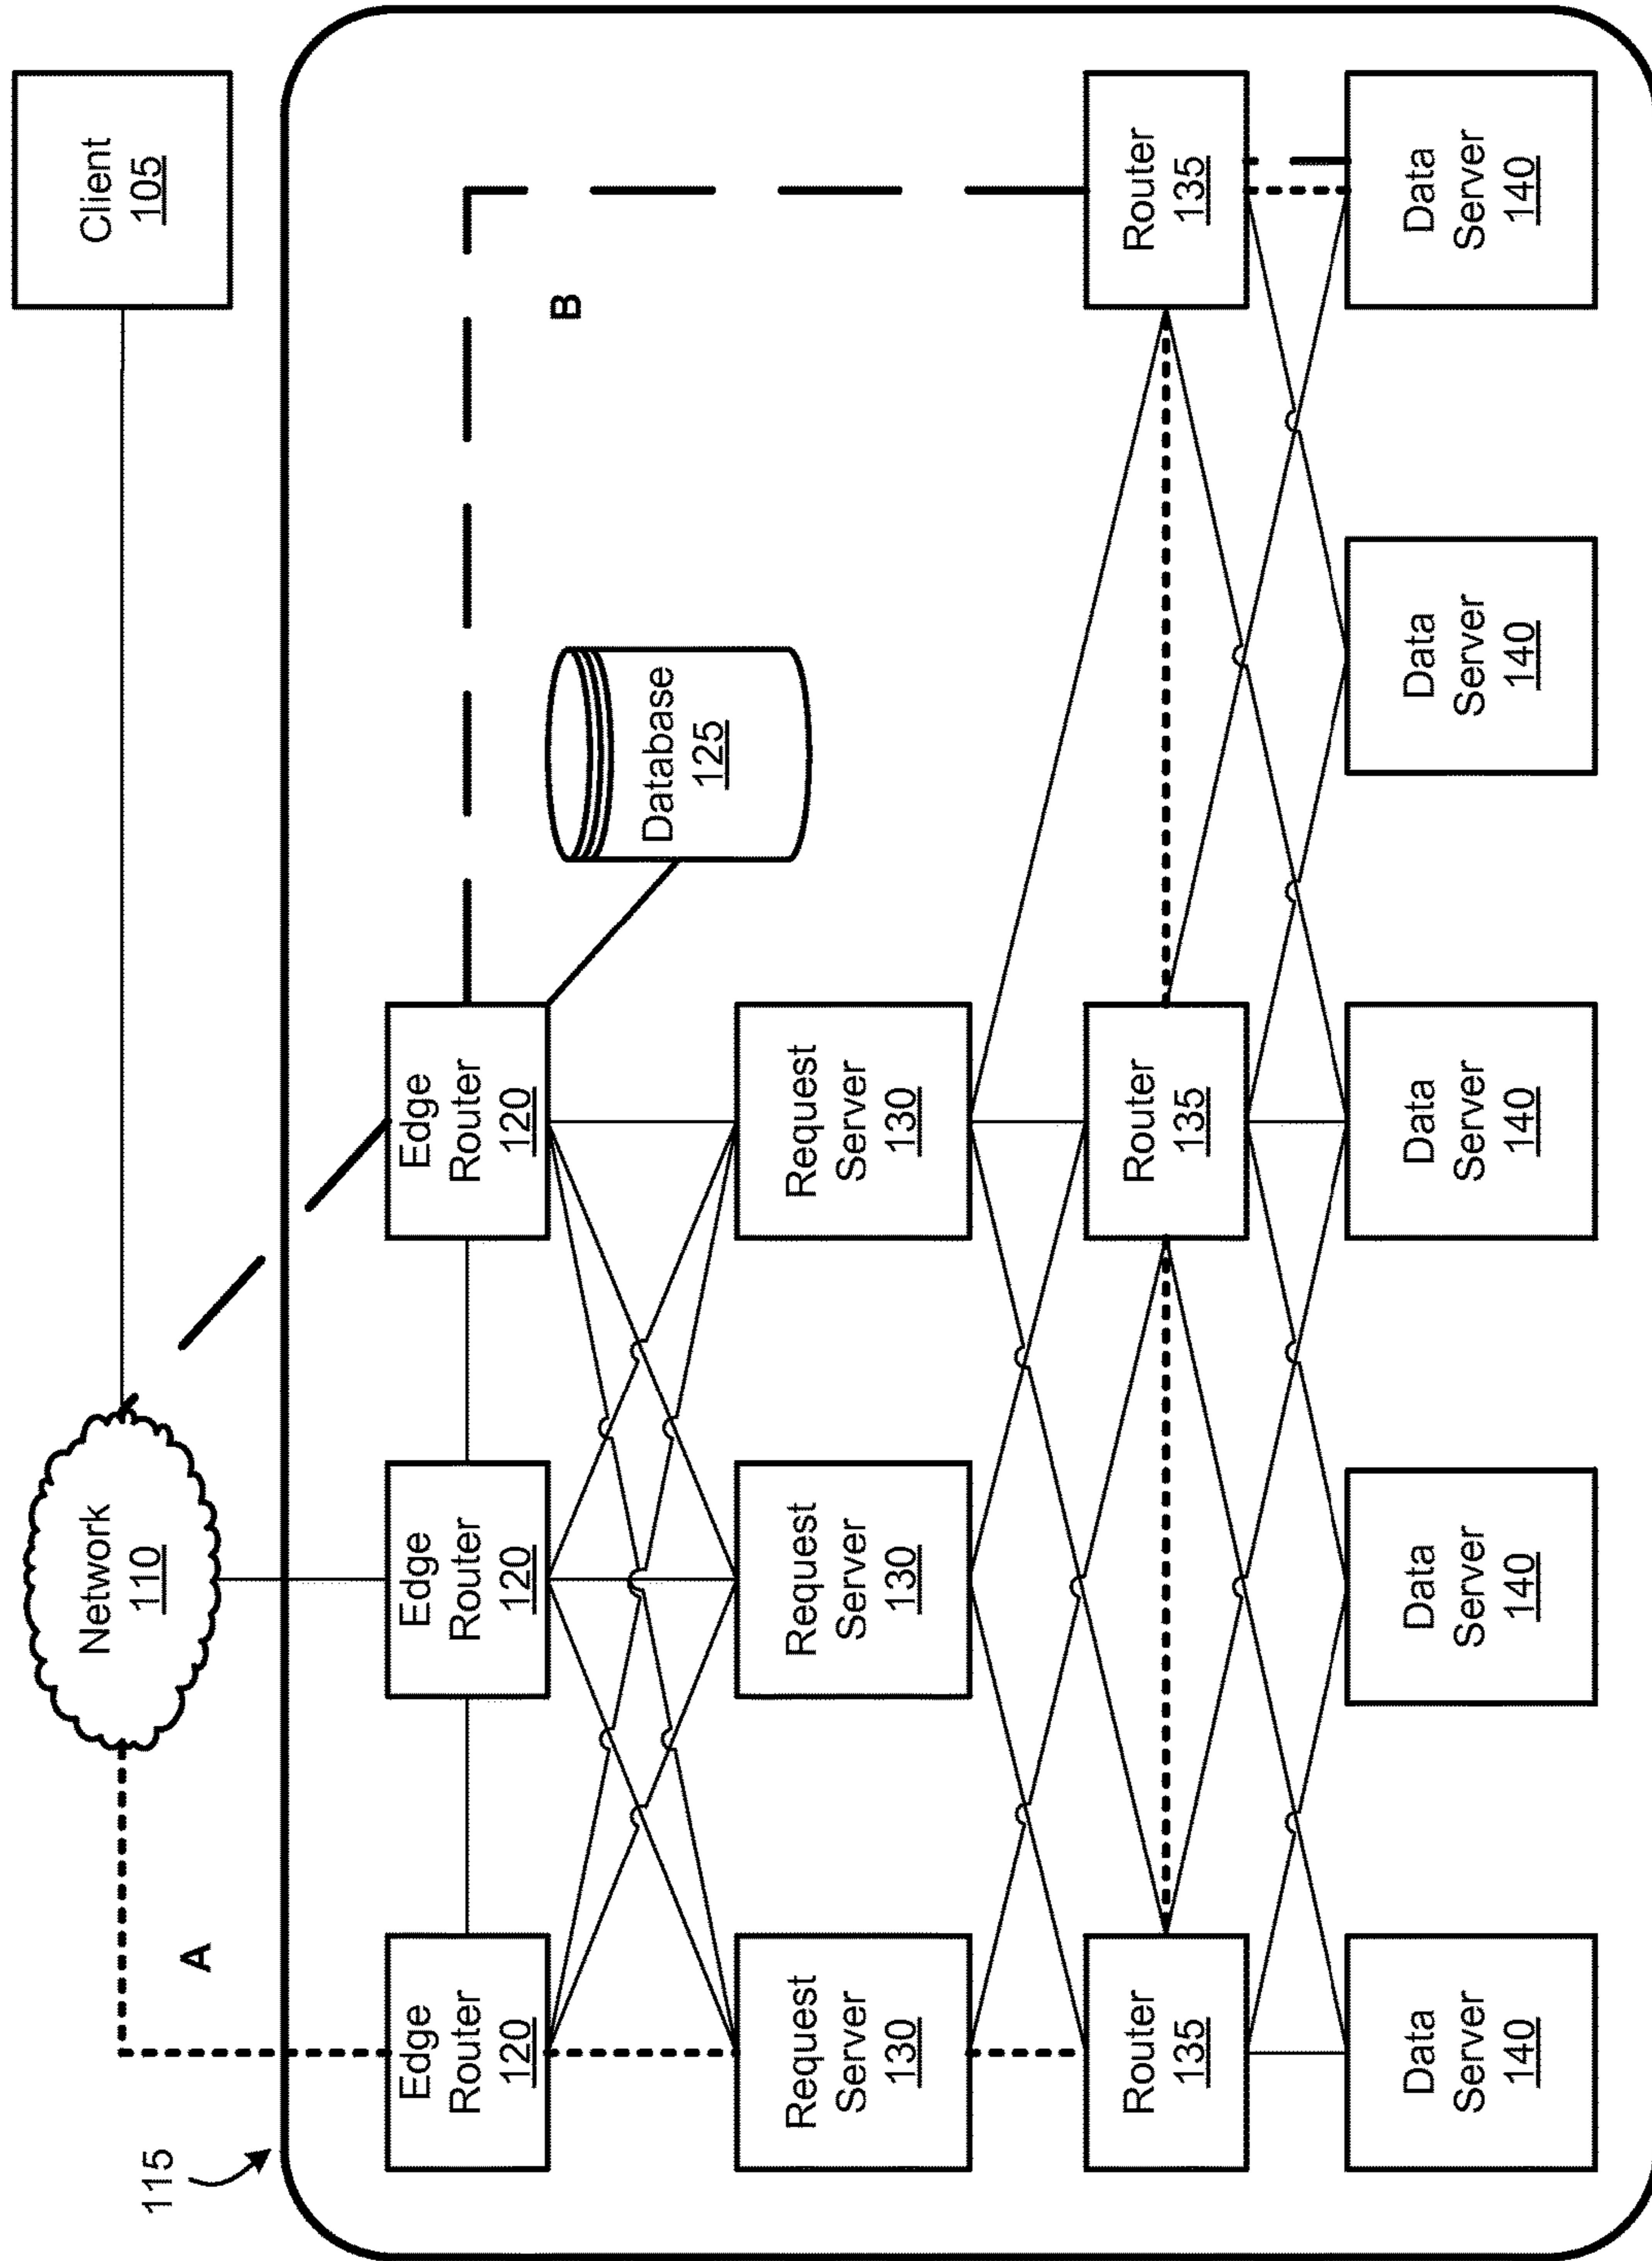 Network
110
Client
105
115
A
Edge
Router
120
Edge
Router
120
Edge
Router
120
B
Database
125
Request
Server
130
Request
Server
130
Request
Server
130
Router
135
Router
135
Router
135
Data
Server
140
Data
Server
140
Data
Server
140
Data
Server
140
Data
Server
140